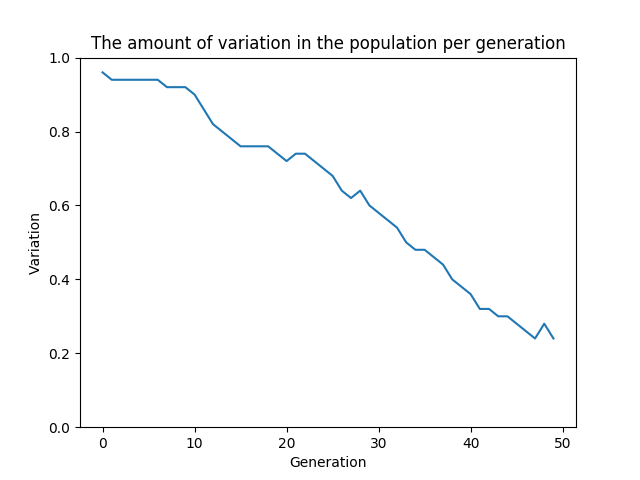 The amount of variation in the population per generation
1.0
0.8
0.6
0.4
0.2
0.0
Variation
0 10 20 30 40 50
Generation